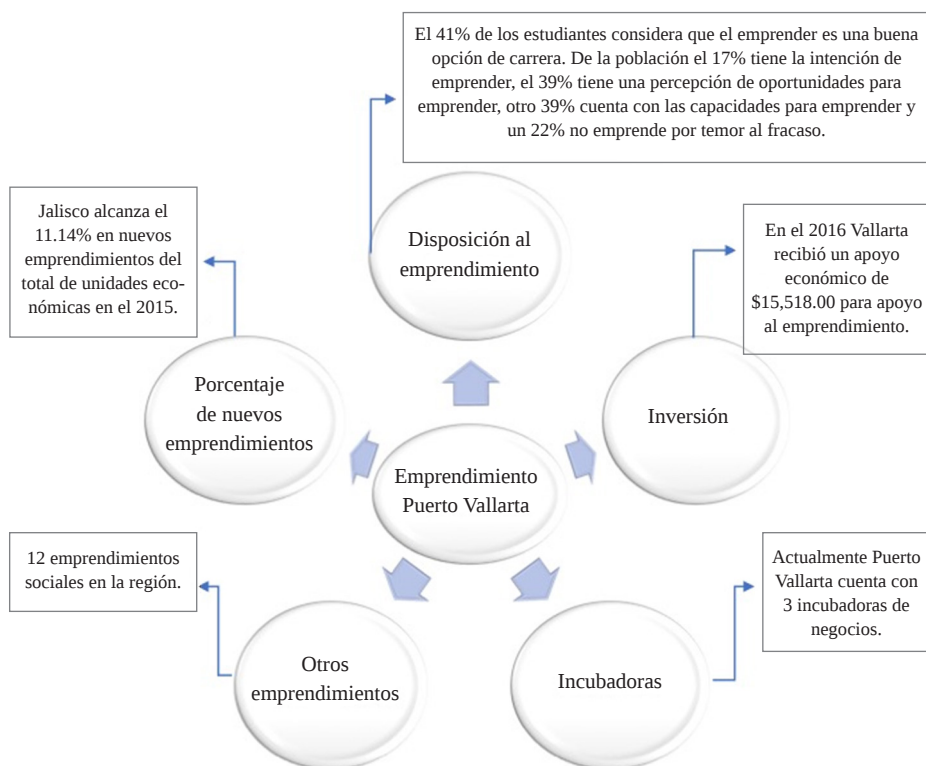 El 41% de los estudiantes considera que el emprender es una buena
opción de carrera. De la población el 17% tiene la intención de
emprender, el 39% tiene una percepción de oportunidades para
emprender, otro 39% cuenta con las capacidades para emprender y
un 22% no emprende por temor al fracaso.
Jalisco alcanza el
11.14% en nuevos
emprendimientos del
total de unidades eco-
nómicas en el 2015.
Disposición al
emprendimiento
En el 2016 Vallarta
recibió un apoyo
económico de
$15,518.00 para apoyo
al emprendimiento.
Porcentaje
de nuevos
emprendimientos
Inversión
Emprendimiento
Puerto Vallarta
12 emprendimientos
sociales en la región.
Actualmente Puerto
Vallarta cuenta con
3 incubadoras de
negocios.
Otros
emprendimientos
Incubadoras